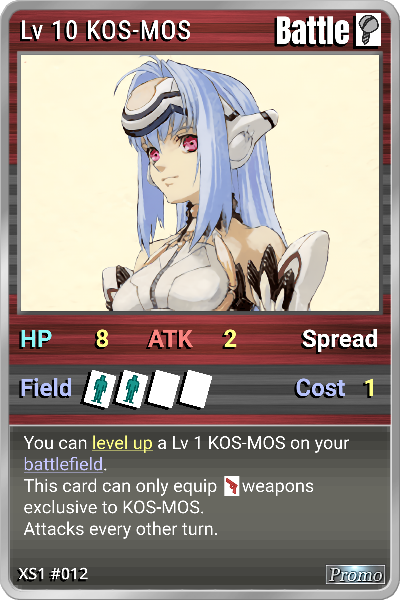 Lv 10 KOS-MOS Battle
HP 8 ATK 2 Spread
Field Cost 1
You can level up a Lv 1 KOS-MOS on your
battlefield.
This card can only equip weapons
exclusive to KOS-MOS.
Attacks every other turn.
XS1 #012 Promo